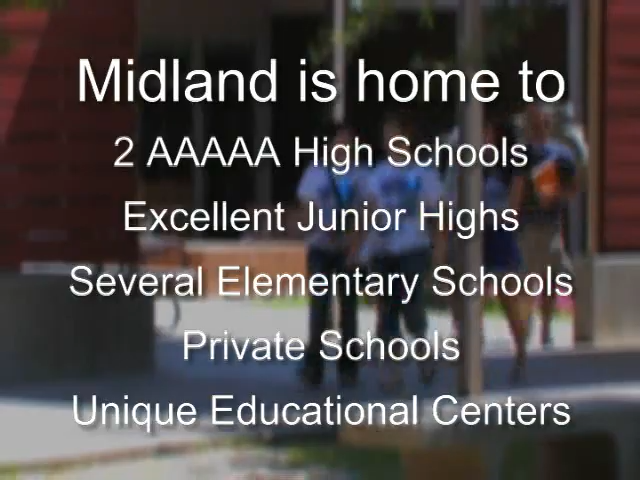 Midland is home to
2 AAAAA High Schools
Excellent Junior Highs
Several Elementary Schools
Private Schools
Unique Educational Centers